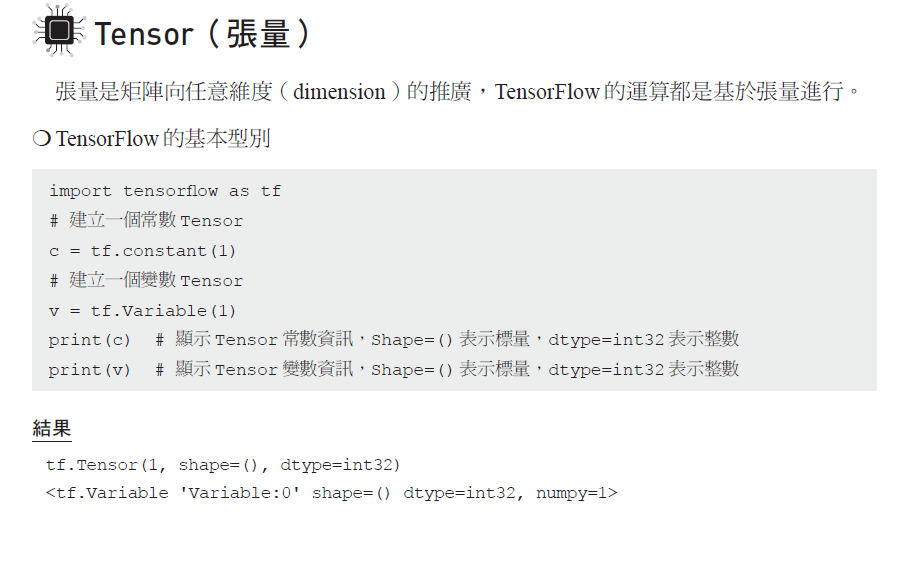 Tensor（張量）
張量是矩陣向任意維度（dimension）的推廣，TensorFlow 的運算都是基於張量進行。
❍ TensorFlow 的基本型別
import tensorflow as tf
# 建立一個常數 Tensor
c = tf.constant(1)
# 建立一個變數 Tensor
v = tf.Variable(1)
print(c)  # 顯示 Tensor 常數資訊，Shape=() 表示標量，dtype=int32 表示整數
print(v)  # 顯示 Tensor 變數資訊，Shape=() 表示標量，dtype=int32 表示整數
結果
tf.Tensor(1, shape=(), dtype=int32)
<tf.Variable 'Variable:0' shape=() dtype=int32, numpy=1>